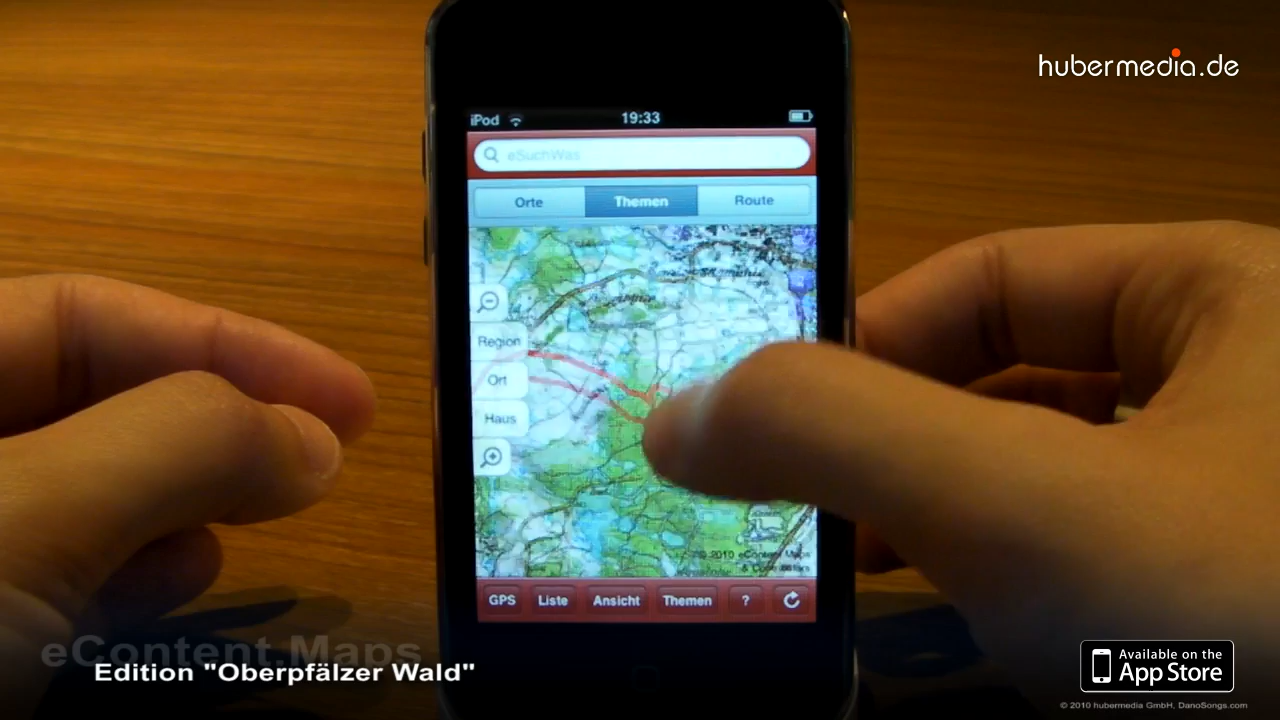 hubermedia.de
iPod
19:33
eSuchWas
Orte
Themen
Route
Region
Ort
Haus
© 2010 eContent Maps
GPS
Liste
Ansicht
Themen
?
eContent.Maps
Edition "Oberpfälzer Wald"
Available on the
App Store
© 2010 hubermedia GmbH, DanoSongs.com